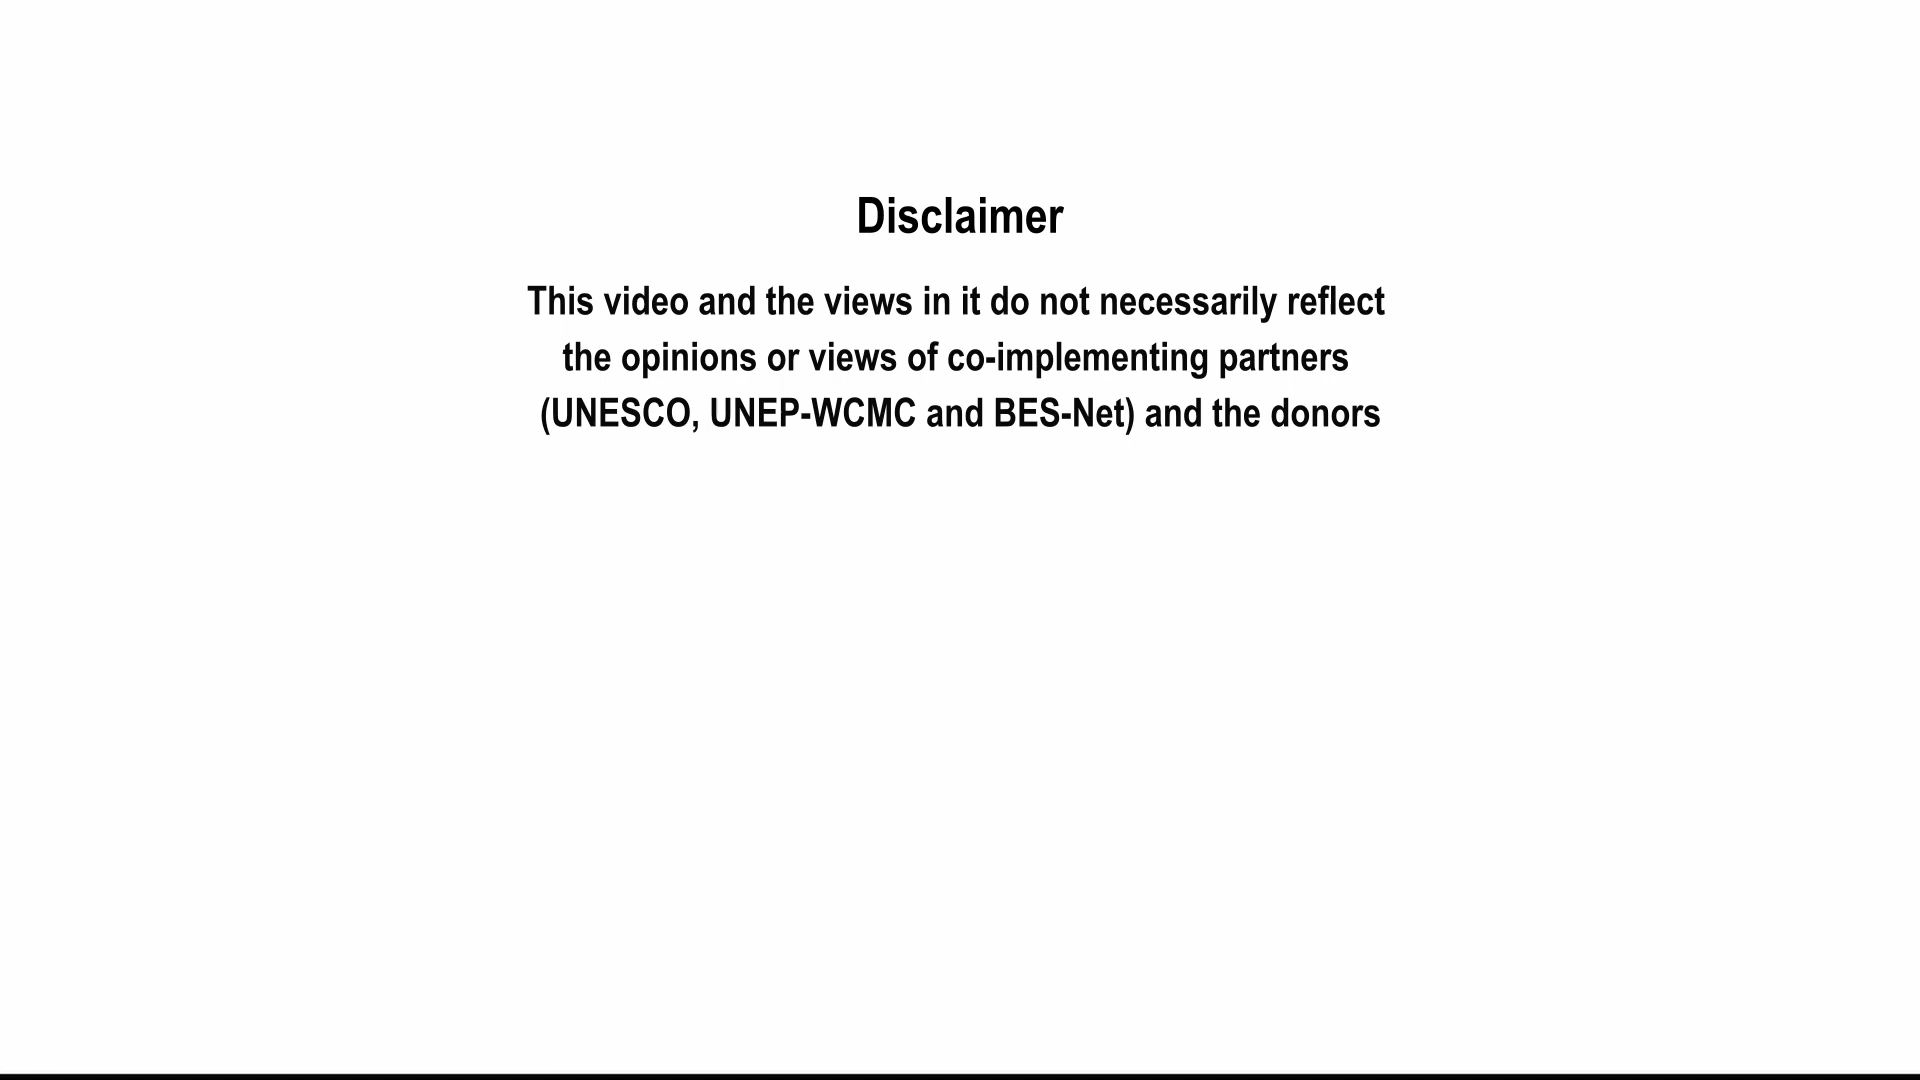 Disclaimer
This video and the views in it do not necessarily reflect
the opinions or views of co-implementing partners
(UNESCO, UNEP-WCMC and BES-Net) and the donors